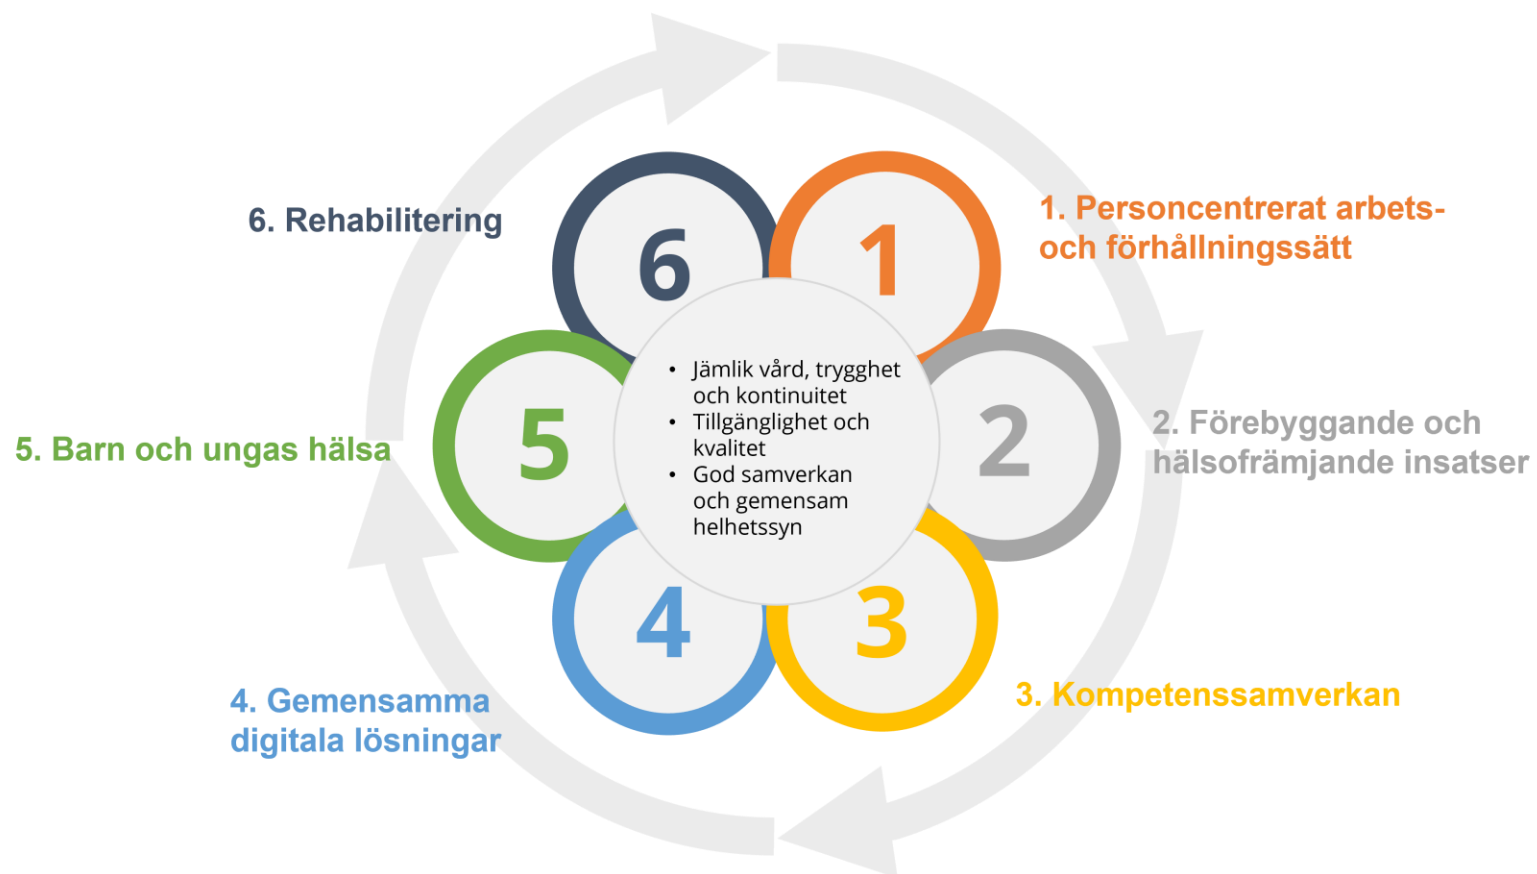 6. Rehabilitering
1. Personcentrerat arbets-
och förhållningssätt
6
1
• Jämlik vård, trygghet
och kontinuitet
• Tillgänglighet och
kvalitet
• God samverkan
och gemensam
helhetssyn
5. Barn och ungas hälsa
5
2
2. Förebyggande och
hälsofrämjande insatser
4
3
4. Gemensamma
digitala lösningar
3. Kompetenssamverkan